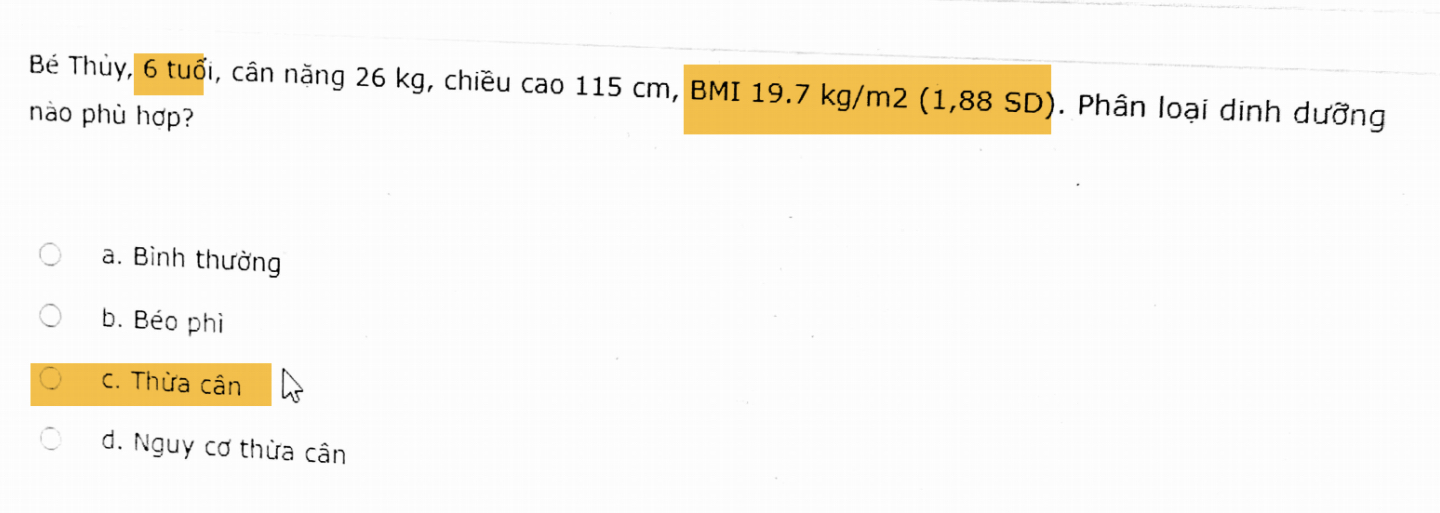 Bé Thùy, 6 tuổi, cân nặng 26 kg, chiều cao 115 cm, BMI 19.7 kg/m2 (1,88 SD). Phân loại dinh dưỡng
nào phù hợp?
a. Bình thường
b. Béo phì
c. Thừa cân
d. Nguy cơ thừa cân